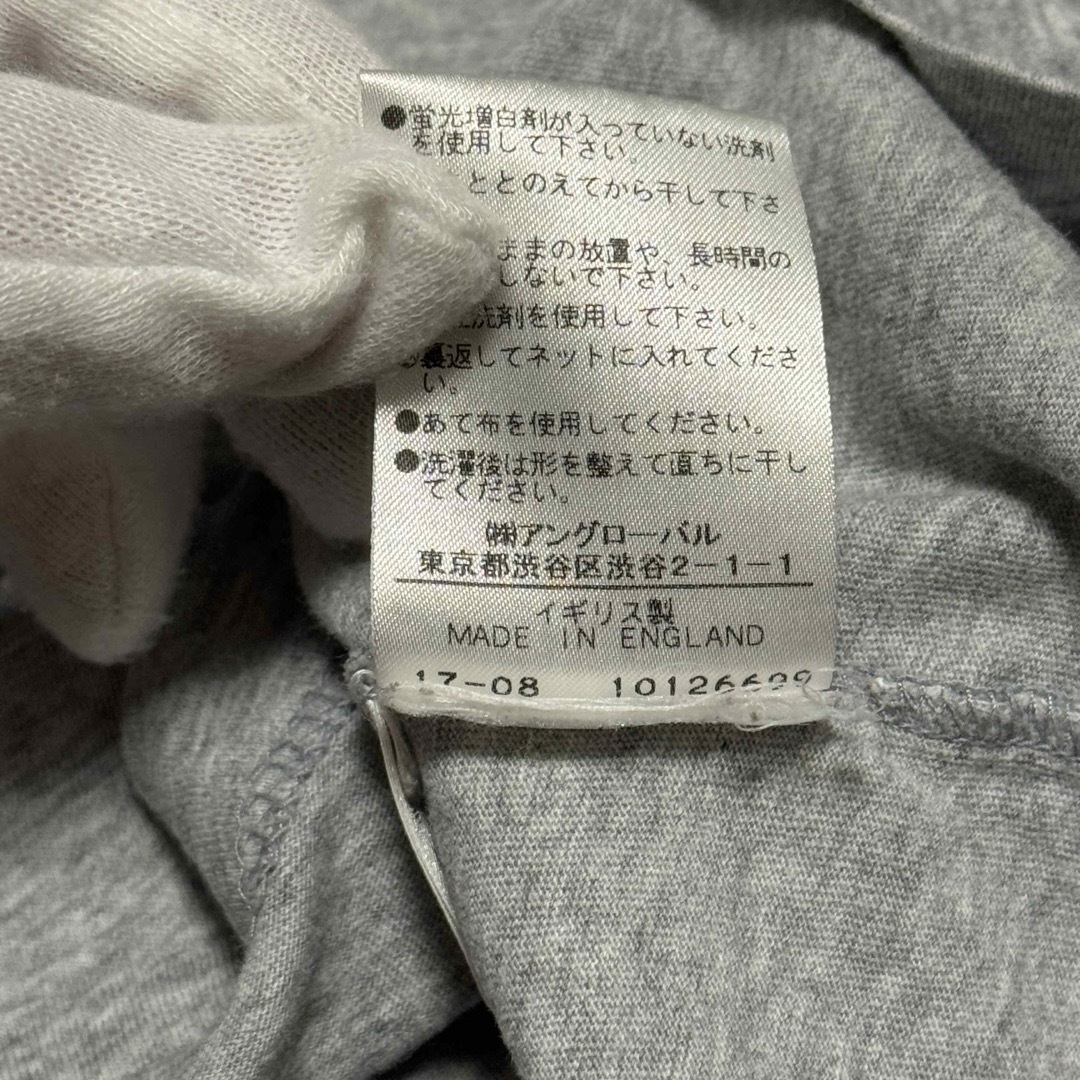 ●蛍光増白剤が入っていない洗剤
を使用して下さい。
ととのえてから干して下さ
ままの放置や、長時間の
しないで下さい。
洗剤を使用して下さい。
裏返してネットに入れてくださ
い。
●あて布を使用してください。
●洗濯後は形を整えて直ちに干し
てください。
㈱アングローバル
東京都渋谷区渋谷2-1-1
イギリス製
MADE IN ENGLAND
17-08 10126699